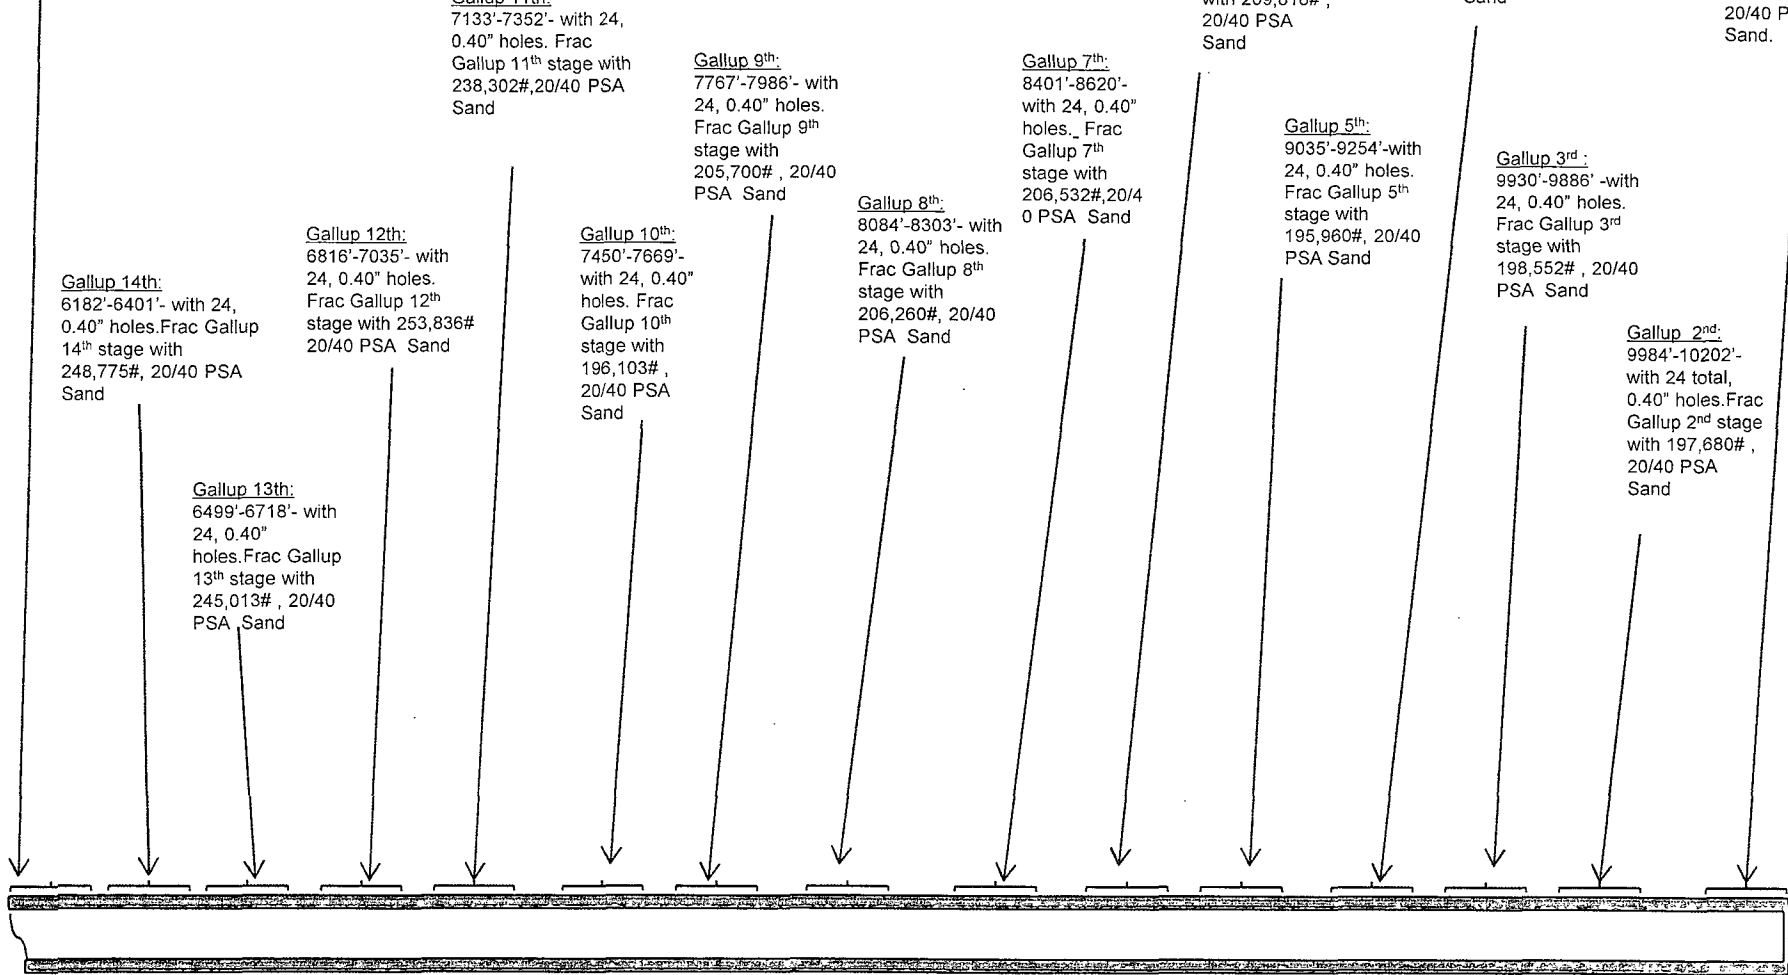 Gallup 11th:
7133'-7352'- with 24,
0.40" holes. Frac
Gallup 11th stage with
238,302#,20/40 PSA
Sand
20/40 PSA
Sand
Sand
20/40 P
Sand.
Gallup 9th:
7767'-7986'- with
24, 0.40" holes.
Frac Gallup 9th
stage with
205,700# , 20/40
PSA Sand
Gallup 7th:
8401'-8620'-
with 24, 0.40"
holes._ Frac
Gallup 7th
stage with
206,532#,20/4
0 PSA Sand
Gallup 5th:
9035'-9254'-with
24, 0.40" holes.
Frac Gallup 5th
stage with
195,960#, 20/40
PSA Sand
Gallup 3rd :
9930'-9886' -with
24, 0.40" holes.
Frac Gallup 3rd
stage with
198,552# , 20/40
PSA Sand
Gallup 8th:
8084'-8303'- with
24, 0.40" holes.
Frac Gallup 8th
stage with
206,260#, 20/40
PSA Sand
Gallup 12th:
6816'-7035'- with
24, 0.40" holes.
Frac Gallup 12th
stage with 253,836#
20/40 PSA Sand
Gallup 10th:
7450'-7669'-
with 24, 0.40"
holes. Frac
Gallup 10th
stage with
196,103# ,
20/40 PSA
Sand
Gallup 14th:
6182'-6401'- with 24,
0.40" holes.Frac Gallup
14th stage with
248,775#, 20/40 PSA
Sand
Gallup 2nd:
9984'-10202'-
with 24 total,
0.40" holes.Frac
Gallup 2nd stage
with 197,680# ,
20/40 PSA
Sand
Gallup 13th:
6499'-6718'- with
24, 0.40"
holes.Frac Gallup
13th stage with
245,013# , 20/40
PSA Sand